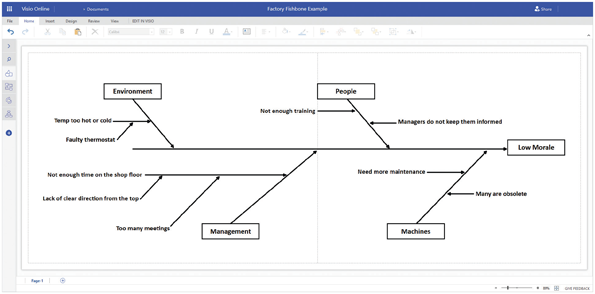 Visio Online
Documents
Factory Fishbone Example
Share
File Home Insert Design Review View EDIT IN VISIO
Environment
People
Not enough training
Temp too hot or cold
Managers do not keep them informed
Faulty thermostat
Low Morale
Not enough time on the shop floor
Need more maintenance
Lack of clear direction from the top
Many are obsolete
Too many meetings
Management
Machines
Page 1
GIVE FEEDBACK